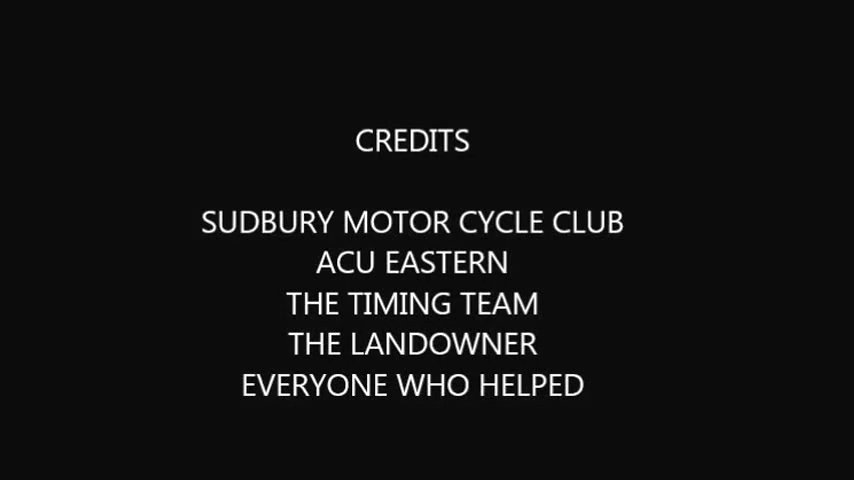 CREDITS
SUDBURY MOTOR CYCLE CLUB
ACU EASTERN
THE TIMING TEAM
THE LANDOWNER
EVERYONE WHO HELPED